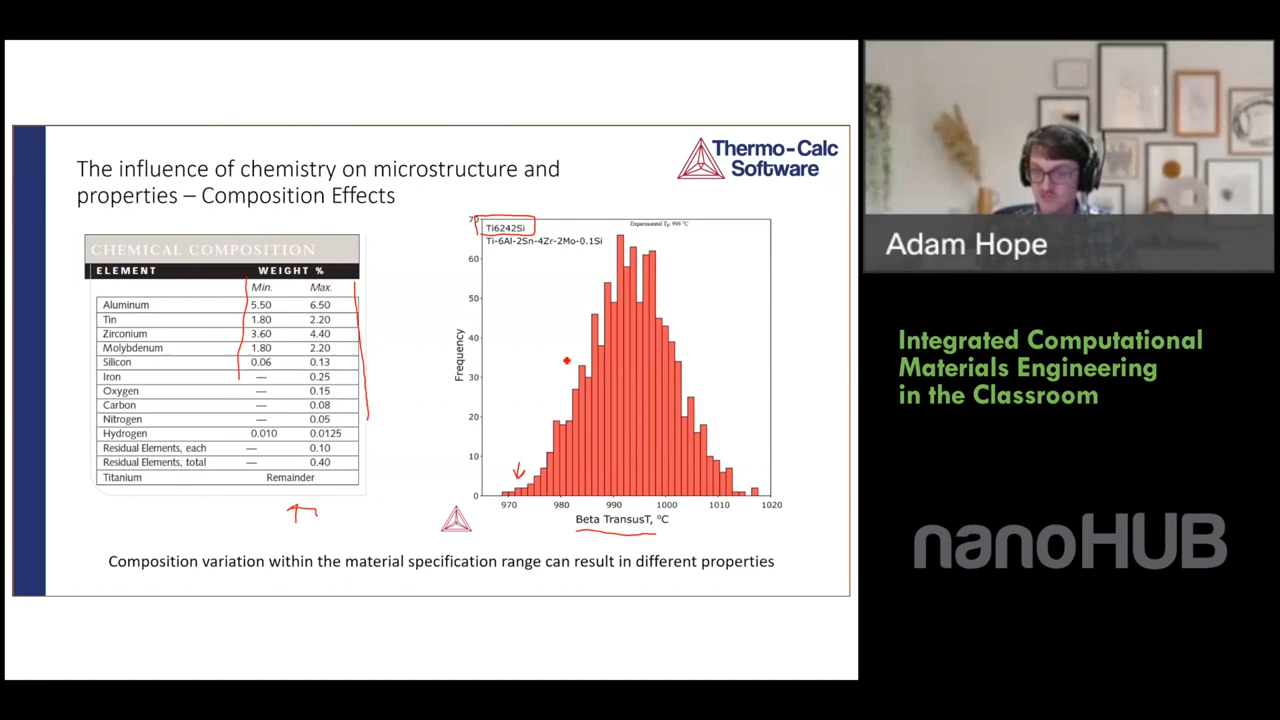 The influence of chemistry on microstructure and
properties – Composition Effects
Thermo-Calc
Software
CHEMICAL COMPOSITION
ELEMENT WEIGHT %
Min. Max.
Aluminum 5.50 6.50
Tin 1.80 2.20
Zirconium 3.60 4.40
Molybdenum 1.80 2.20
Silicon 0.06 0.13
Iron — 0.25
Oxygen — 0.15
Carbon — 0.08
Nitrogen — 0.05
Hydrogen 0.010 0.0125
Residual Elements, each — 0.10
Residual Elements, total — 0.40
Titanium Remainder
Ti6242Si
Ti-6Al-2Sn-4Zr-2Mo-0.1Si
Experimental Tβ: 996 °C
Frequency
70
60
50
40
30
20
10
0
970 980 990 1000 1010 1020
Beta TransusT, °C
Composition variation within the material specification range can result in different properties
Adam Hope
Integrated Computational
Materials Engineering
in the Classroom
nanoHUB